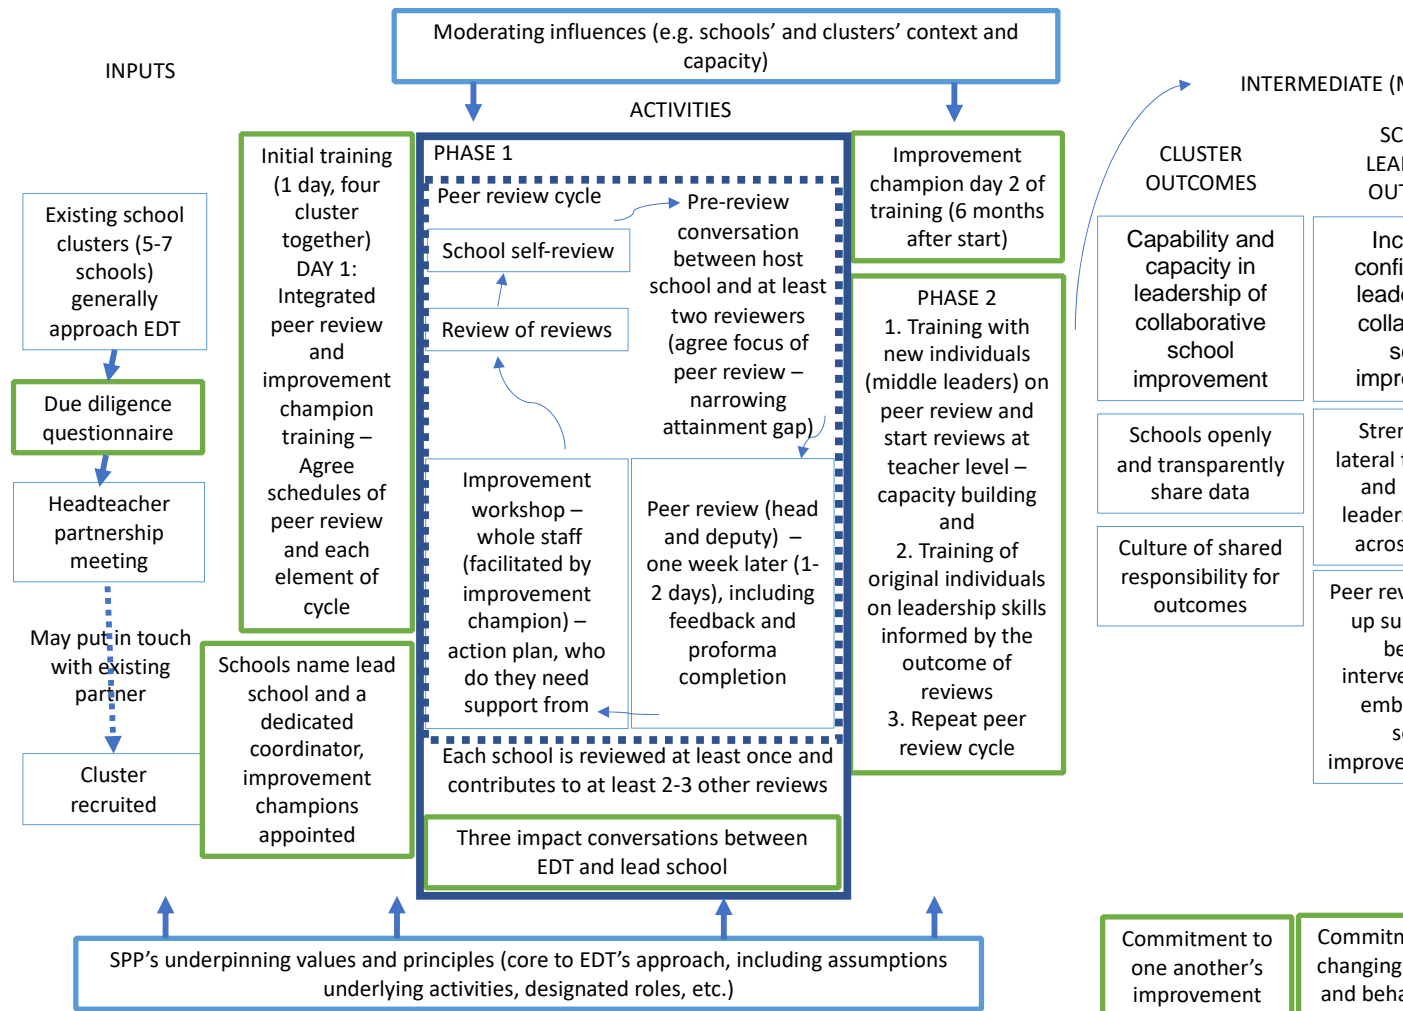 Moderating influences (e.g. schools’ and clusters’ context and
capacity)
INPUTS
ACTIVITIES
INTERMEDIATE
Existing school
clusters (5-7
schools)
generally
approach EDT
Due diligence
questionnaire
Headteacher
partnership
meeting
May put in touch
with existing
partner
Cluster
recruited
Initial training
(1 day, four
cluster
together)
DAY 1:
Integrated
peer review
and
improvement
champion
training –
Agree
schedules of
peer review
and each
element of
cycle
Schools name lead
school and a
dedicated
coordinator,
improvement
champions
appointed
PHASE 1
Peer review cycle
School self-review
Review of reviews
Pre-review
conversation
between host
school and at least
two reviewers
(agree focus of
peer review –
narrowing
attainment gap)
Improvement
workshop –
whole staff
(facilitated by
improvement
champion) –
action plan, who
do they need
support from
Peer review (head
and deputy) –
one week later (1-
2 days), including
feedback and
proforma
completion
Each school is reviewed at least once and
contributes to at least 2-3 other reviews
Three impact conversations between
EDT and lead school
Improvement
champion day 2 of
training (6 months
after start)
PHASE 2
1. Training with
new individuals
(middle leaders) on
peer review and
start reviews at
teacher level –
capacity building
and
2. Training of
original individuals
on leadership skills
informed by the
outcome of
reviews
3. Repeat peer
review cycle
CLUSTER
OUTCOMES
Capability and
capacity in
leadership of
collaborative
school
improvement
Schools openly
and transparently
share data
Culture of shared
responsibility for
outcomes
lateral
and
Peer
up
Commitment to
one another’s
improvement
changing
and
SPP’s underpinning values and principles (core to EDT’s approach, including assumptions
underlying activities, designated roles, etc.)